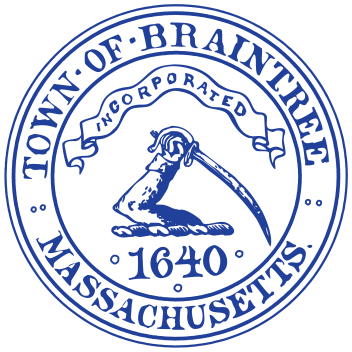 TOWN·OF·BRAINTREE
INCORPORATED
1640
MASSACHUSETTS.